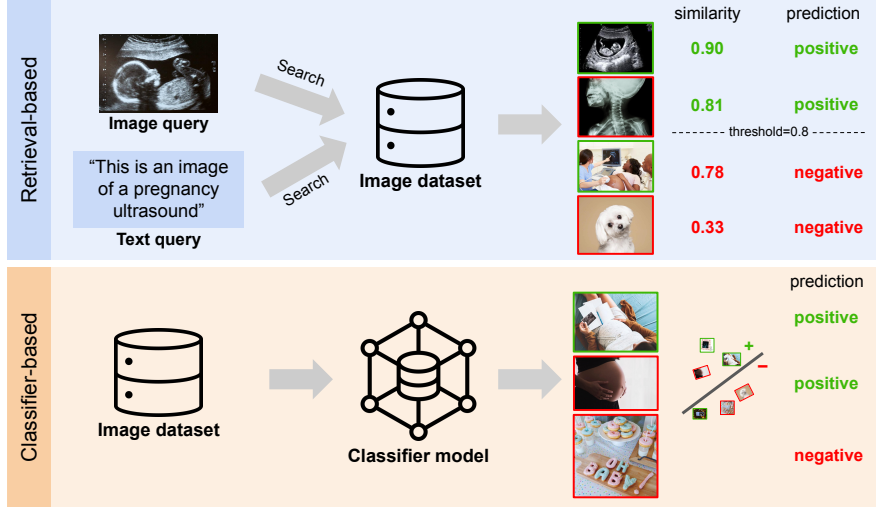 Retrieval-based
Image query
"This is an image
of a pregnancy
ultrasound"
Text query
Search
Search
Image dataset
similarity
prediction
0.90
positive
0.81
positive
threshold=0.8
0.78
negative
0.33
negative
Classifier-based
Image dataset
Classifier model
prediction
positive
+
−
positive
OH
BABY!
negative